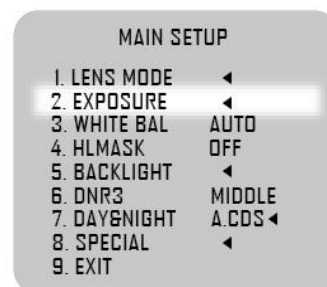 MAIN SETUP
1. LENS MODE ◄
2. EXPOSURE ◄
3. WHITE BAL AUTO
4. HLMASK OFF
5. BACKLIGHT ◄
6. DNR3 MIDDLE
7. DAY&NIGHT A.CDS◄
8. SPECIAL ◄
9. EXIT